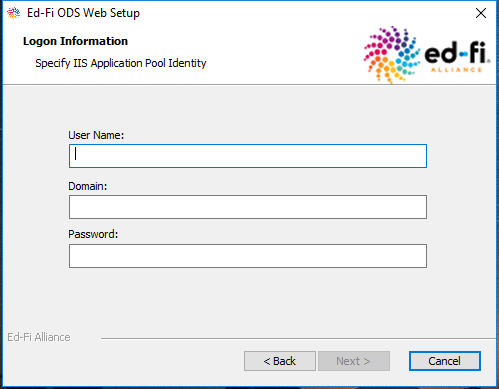 Ed-Fi ODS Web Setup
Logon Information
Specify IIS Application Pool Identity
ed-fi.
ALLIANCE
User Name:
Domain:
Password:
Ed-Fi Alliance
< Back
Next >
Cancel